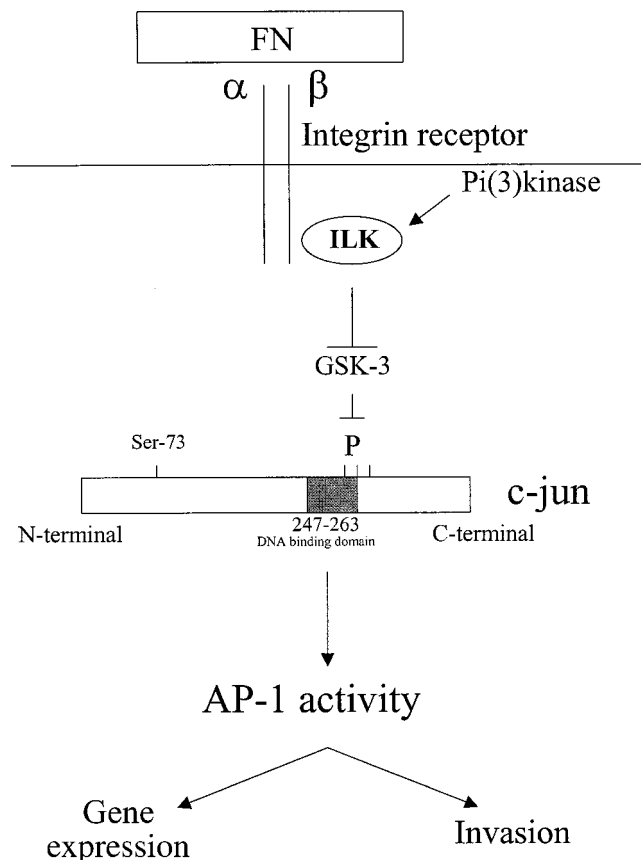 FN
α
β
Integrin receptor
Pi(3)kinase
ILK
GSK-3
Ser-73
P
c-jun
N-terminal
247-263
DNA binding domain
C-terminal
AP-1 activity
Gene
expression
Invasion